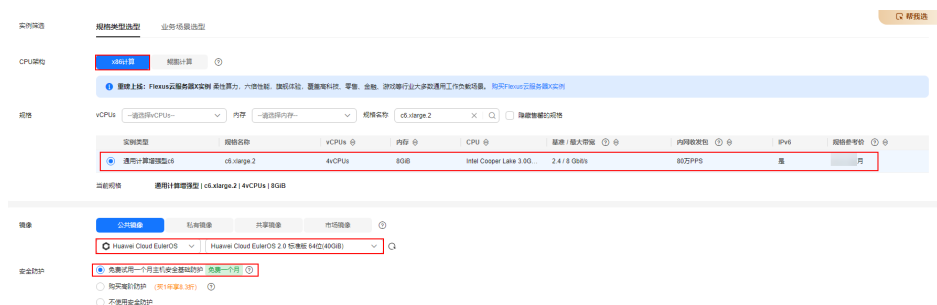 帮我选
实例筛选 规格类型选型 业务场景选型
CPU架构 x86计算 鲲鹏计算
重磅上线：Flexus云服务器X实例 柔性算力，六倍性能，旗舰体验，覆盖高科技、零售、金融、游戏等行业大多数通用工作负载场景。 购买Flexus云服务器X实例
规格 vCPUs --请选择vCPUs-- 内存 --请选择内存-- 规格名称 c6.xlarge.2 隐藏售罄的规格
实例类型 规格名称 vCPUs 内存 CPU 基准 / 最大带宽 内网收发包 IPv6 规格参考价
通用计算增强型c6 c6.xlarge.2 4vCPUs 8GiB Intel Cooper Lake 3.0G... 2.4 / 8 Gbit/s 80万PPS 是 月
当前规格 通用计算增强型 | c6.xlarge.2 | 4vCPUs | 8GiB
镜像 公共镜像 私有镜像 共享镜像 市场镜像
Huawei Cloud EulerOS Huawei Cloud EulerOS 2.0 标准版 64位(40GiB)
安全防护 免费试用一个月主机安全基础防护 免费一个月
购买高阶防护 (买1年享8.3折)
不使用安全防护